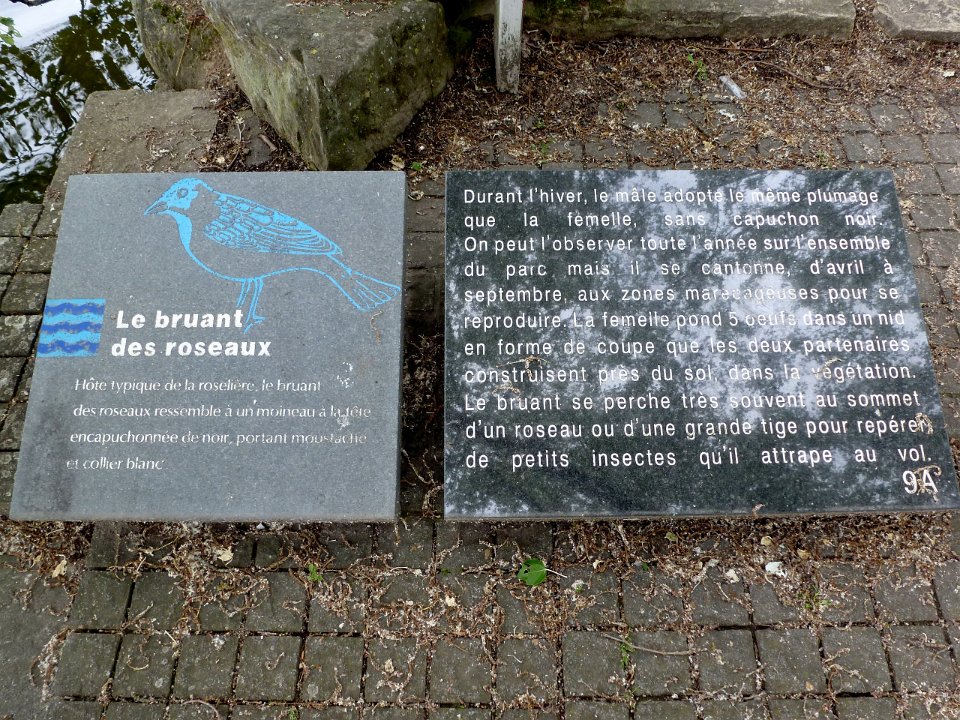 Le bruant
des roseaux
Hôte typique de la roselière, le bruant
des roseaux ressemble à un moineau à la tête
encapuchonnée de noir, portant moustache
et collier blanc.
Durant l'hiver, le mâle adopte le même plumage
que la femelle, sans capuchon noir.
On peut l'observer toute l'année sur l'ensemble
du parc mais il se cantonne, d'avril à
septembre, aux zones marécageuses pour se
reproduire. La femelle pond 5 oeufs dans un nid
en forme de coupe que les deux partenaires
construisent près du sol, dans la végétation.
Le bruant se perche très souvent au sommet
d'un roseau ou d'une grande tige pour repérer
de petits insectes qu'il attrape au vol.
9A